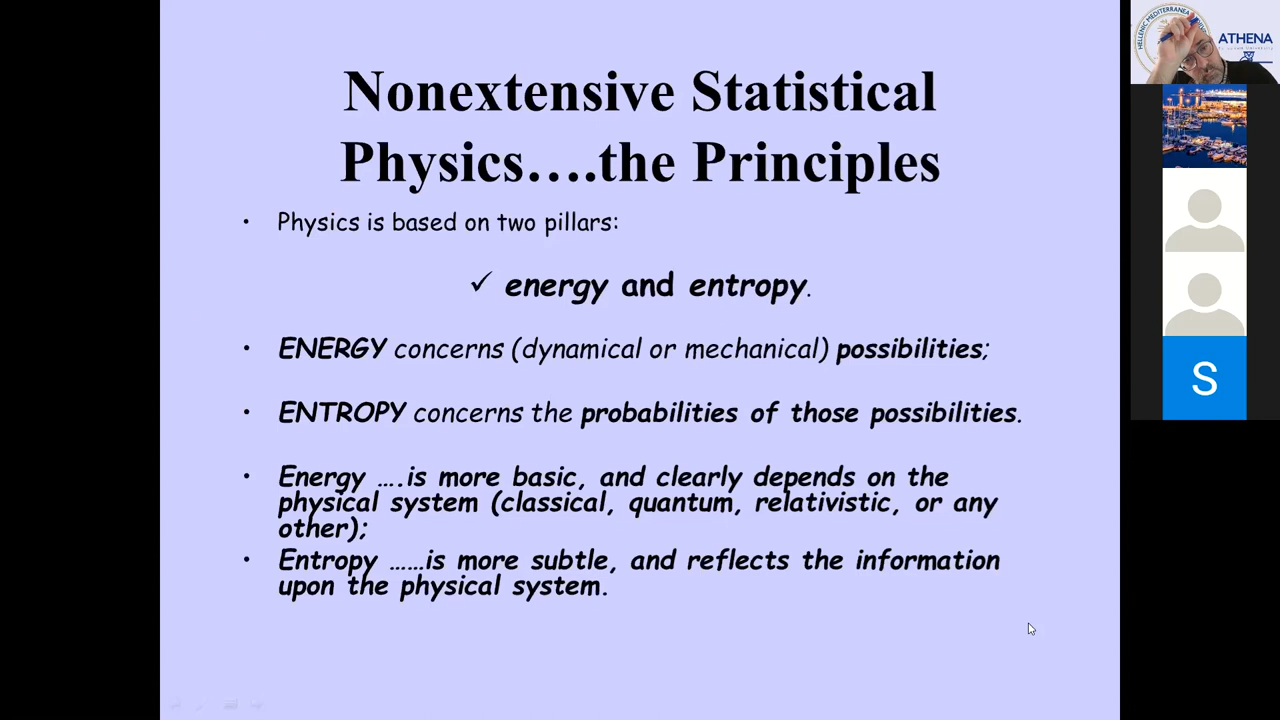 Nonextensive Statistical
Physics….the Principles
• Physics is based on two pillars:
✓ energy and entropy.
• ENERGY concerns (dynamical or mechanical) possibilities;
• ENTROPY concerns the probabilities of those possibilities.
• Energy ….is more basic, and clearly depends on the
physical system (classical, quantum, relativistic, or any
other);
• Entropy ……is more subtle, and reflects the information
upon the physical system.
HELLENIC MEDITERRANEA
ATHENA
S